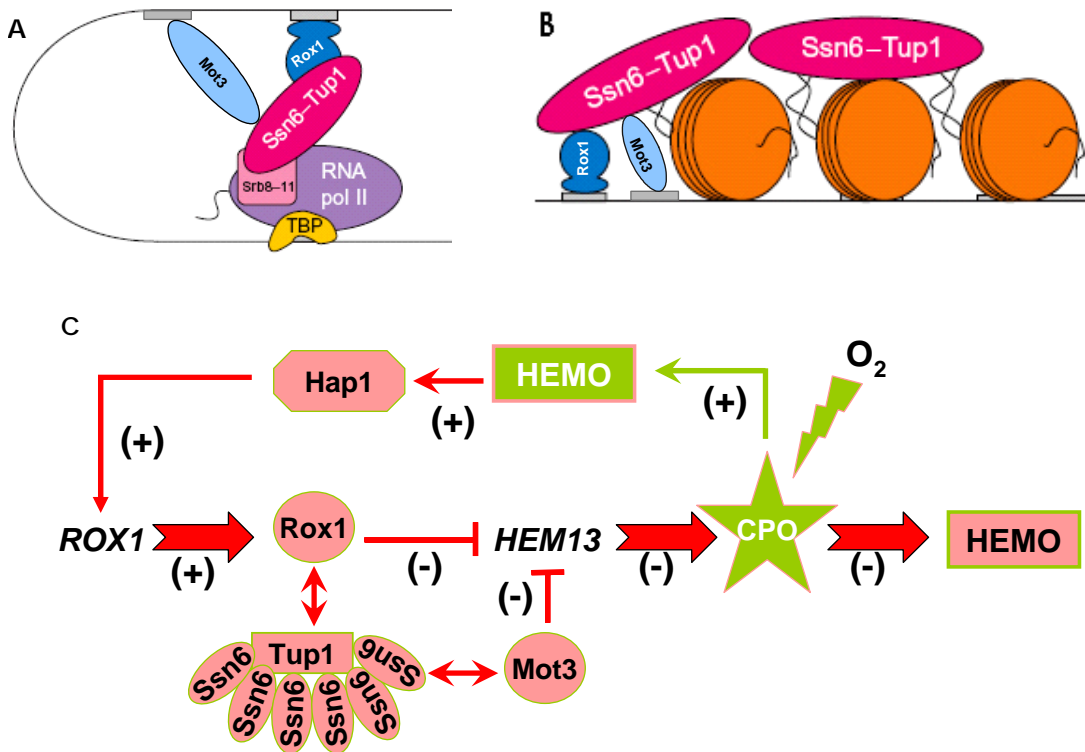 A
Mot3
Rox1
Ssn6–Tup1
Srb8–11
RNA
pol II
TBP
B
Ssn6–Tup1
Ssn6–Tup1
Rox1
Mot3
C
Hap1
HEMO
O2
(+)
(+)
(+)
ROX1
Rox1
HEM13
CPO
HEMO
(+)
(-)
(-)
(-)
(-)
Tup1
Ssn6
Ssn6
Ssn6
Ssn6
Ssn6
Ssn6
Mot3